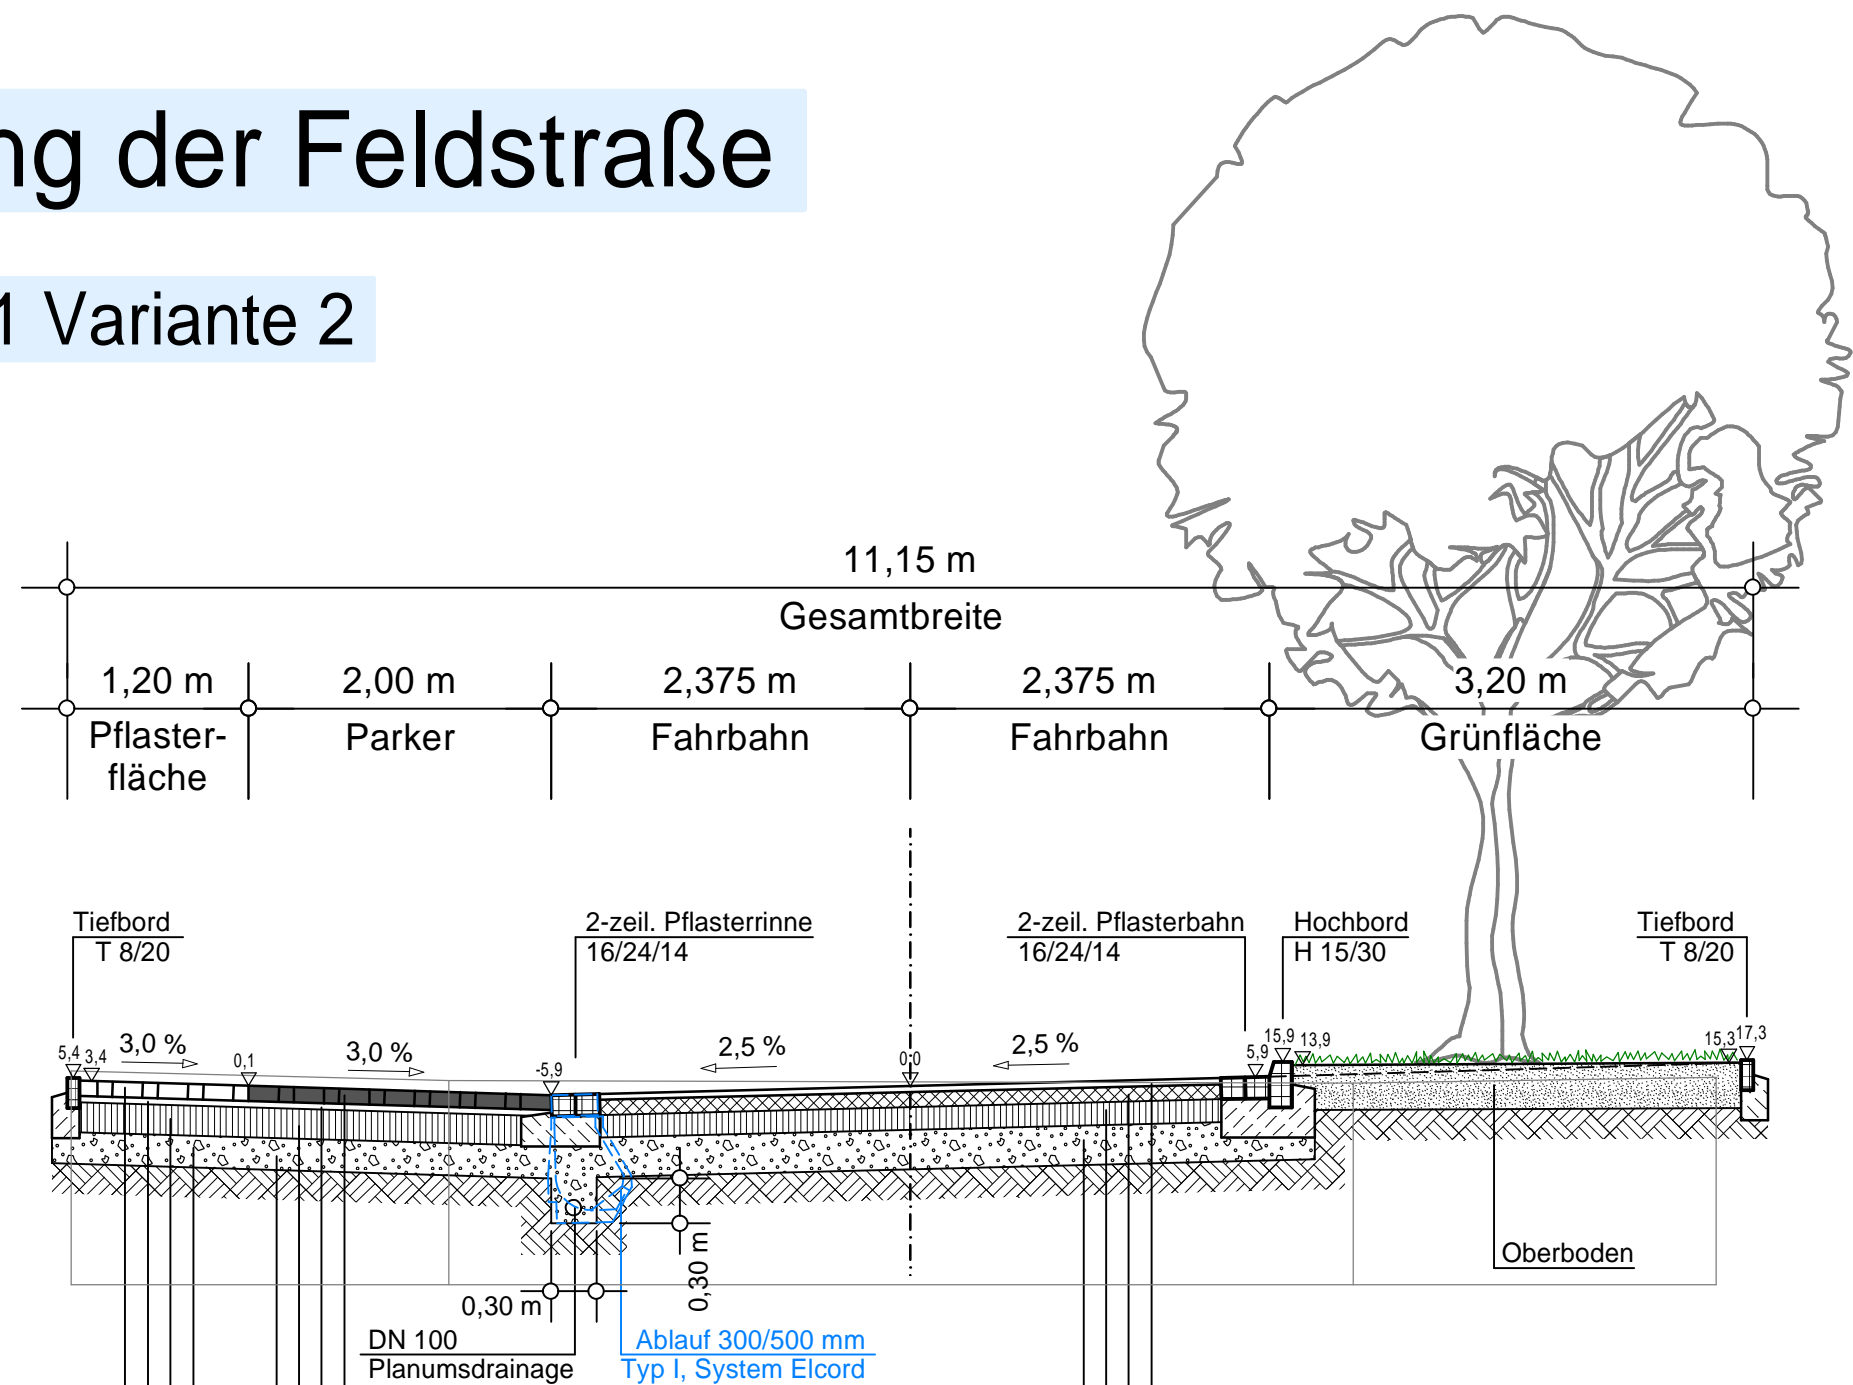 ng der Feldstraße
1 Variante 2
11,15 m
Gesamtbreite
1,20 m
2,00 m
2,375 m
2,375 m
3,20 m
Pflaster-
fläche
Parker
Fahrbahn
Fahrbahn
Grünfläche
Tiefbord
T 8/20
2-zeil. Pflasterrinne
16/24/14
2-zeil. Pflasterbahn
16/24/14
Hochbord
H 15/30
Tiefbord
T 8/20
5,4
3,4
3,0 %
0,1
3,0 %
-5,9
2,5 %
0,0
2,5 %
5,9
15,9
13,9
15,3
17,3
0,30 m
0,30 m
Oberboden
DN 100
Planumsdrainage
Ablauf 300/500 mm
Typ I, System Elcord